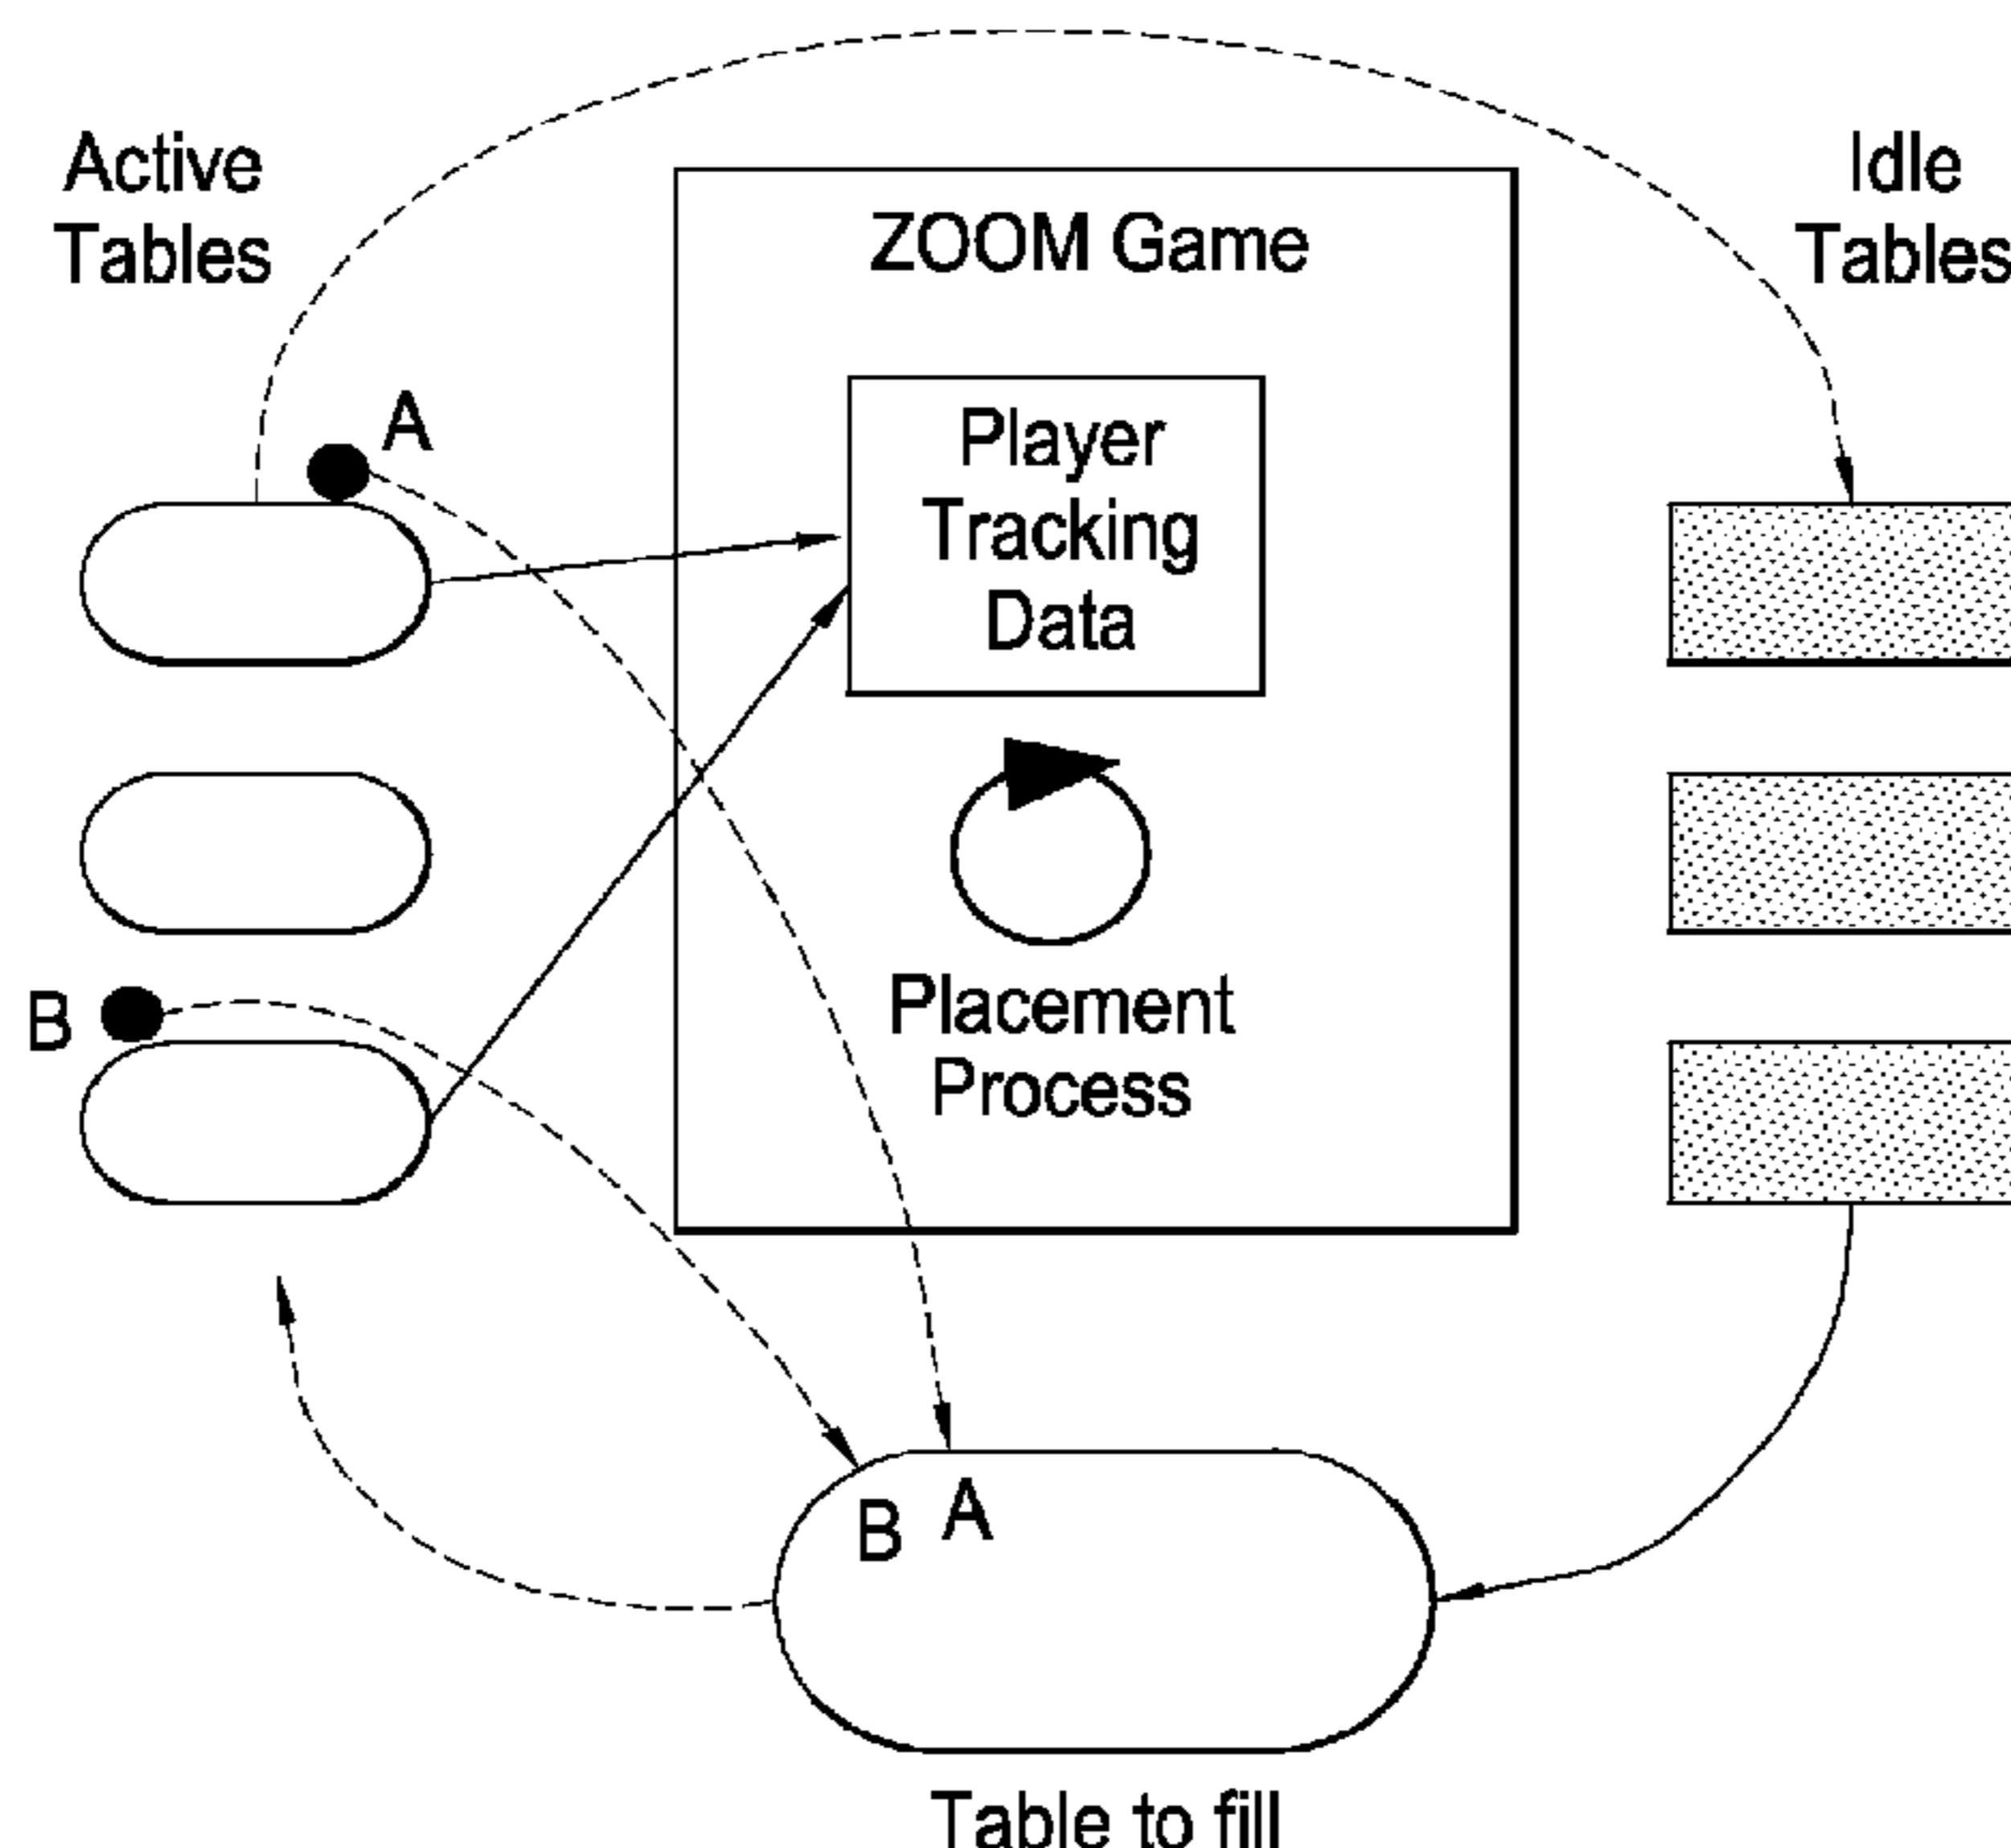 Active
Tables
ZOOM Game
Idle
Tables
A
Player
Tracking
Data
B
Placement
Process
B A
Table to fill